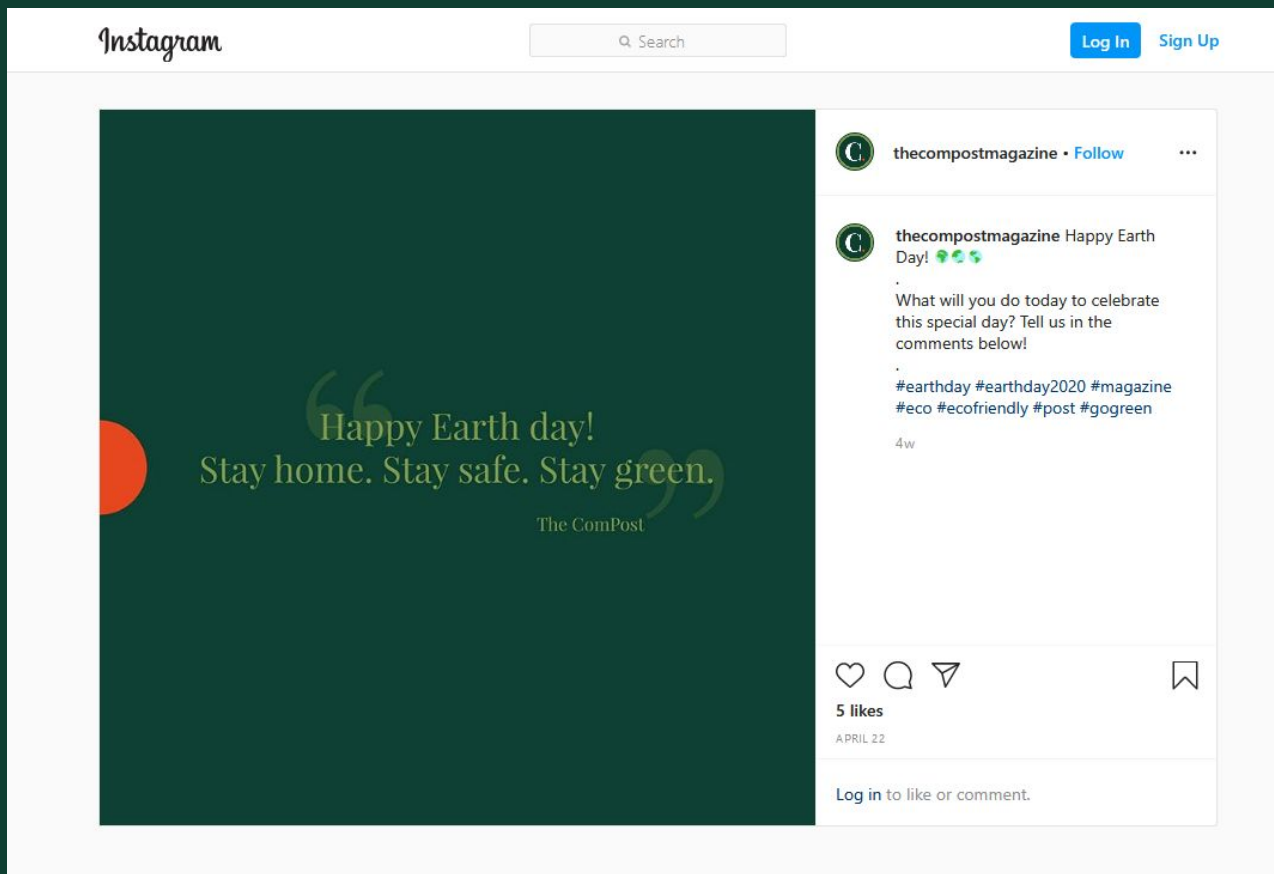 Instagram
Search
Log In
Sign Up
Happy Earth day!
Stay home. Stay safe. Stay green.
The ComPost
C.
thecompostmagazine • Follow
C.
thecompostmagazine Happy Earth
Day! 🌍🌏🌎
.
What will you do today to celebrate
this special day? Tell us in the
comments below!
.
#earthday #earthday2020 #magazine
#eco #ecofriendly #post #gogreen
4w
5 likes
APRIL 22
Log in to like or comment.